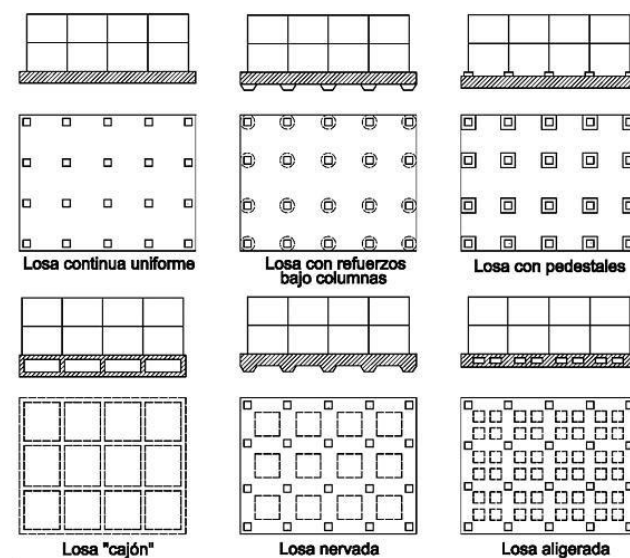 Losa continua uniforme
Losa con refuerzos
bajo columnas
Losa con pedestales
Losa "cajón"
Losa nervada
Losa aligerada